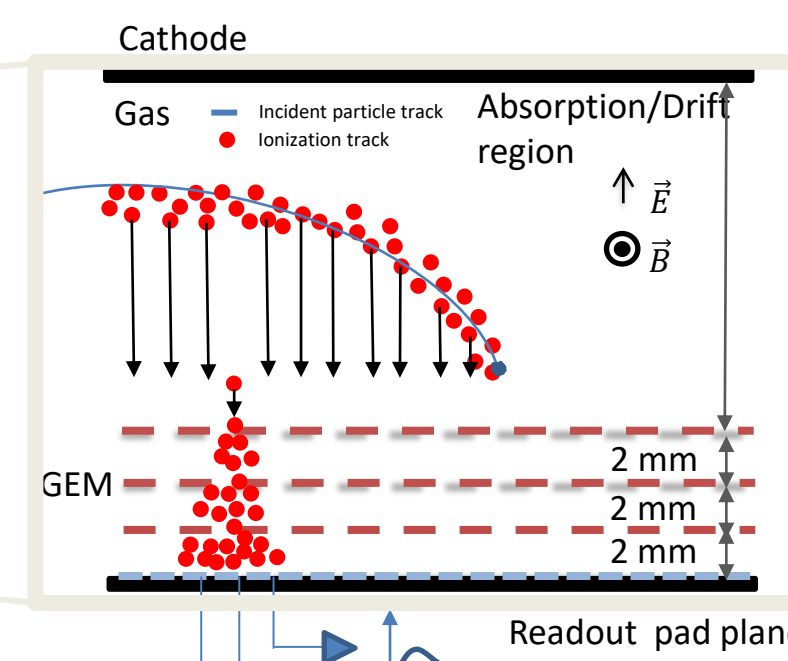 Cathode
Gas
Incident particle track
Ionization track
Absorption/Drift
region
E
B
GEM
2 mm
2 mm
2 mm
Readout pad plan